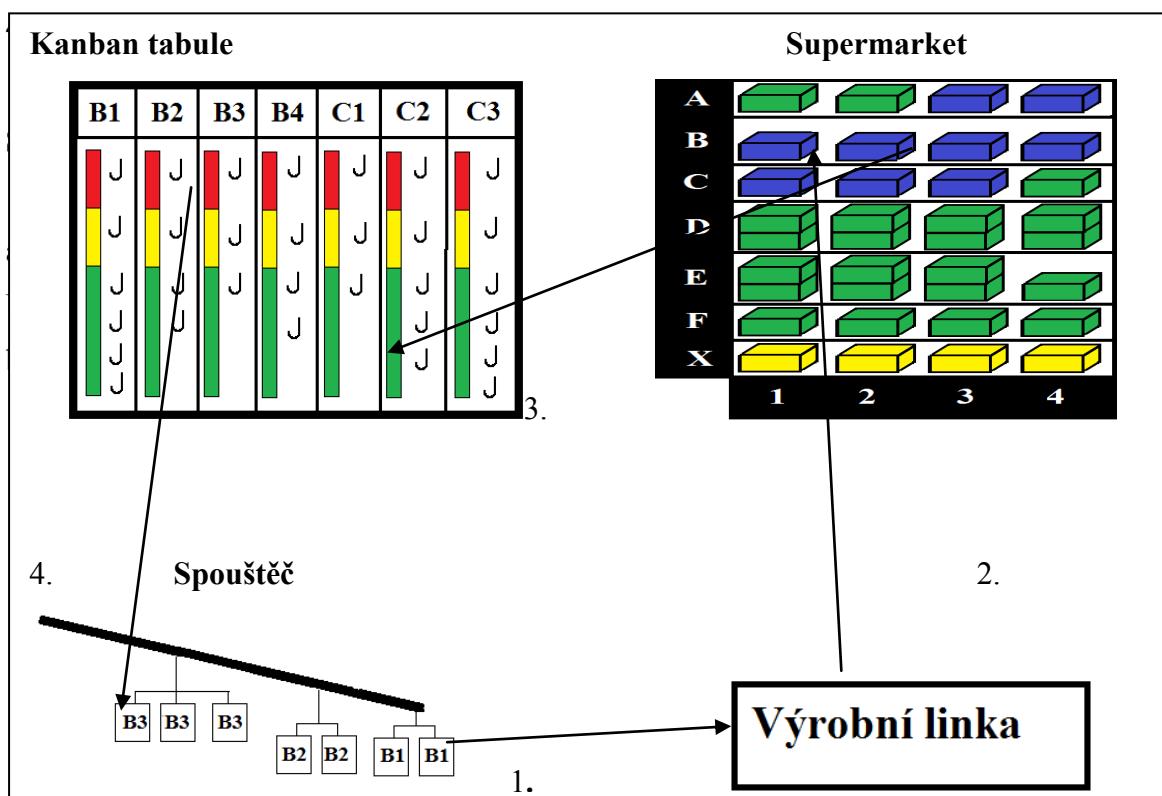 Kanban tabule
Supermarket
B1 B2 B3 B4 C1 C2 C3
A
B
C
D
E
F
X
1 2 3 4
3.
4.
Spouštěč
2.
B3 B3 B3
B2 B2 B1 B1
Výrobní linka
1.